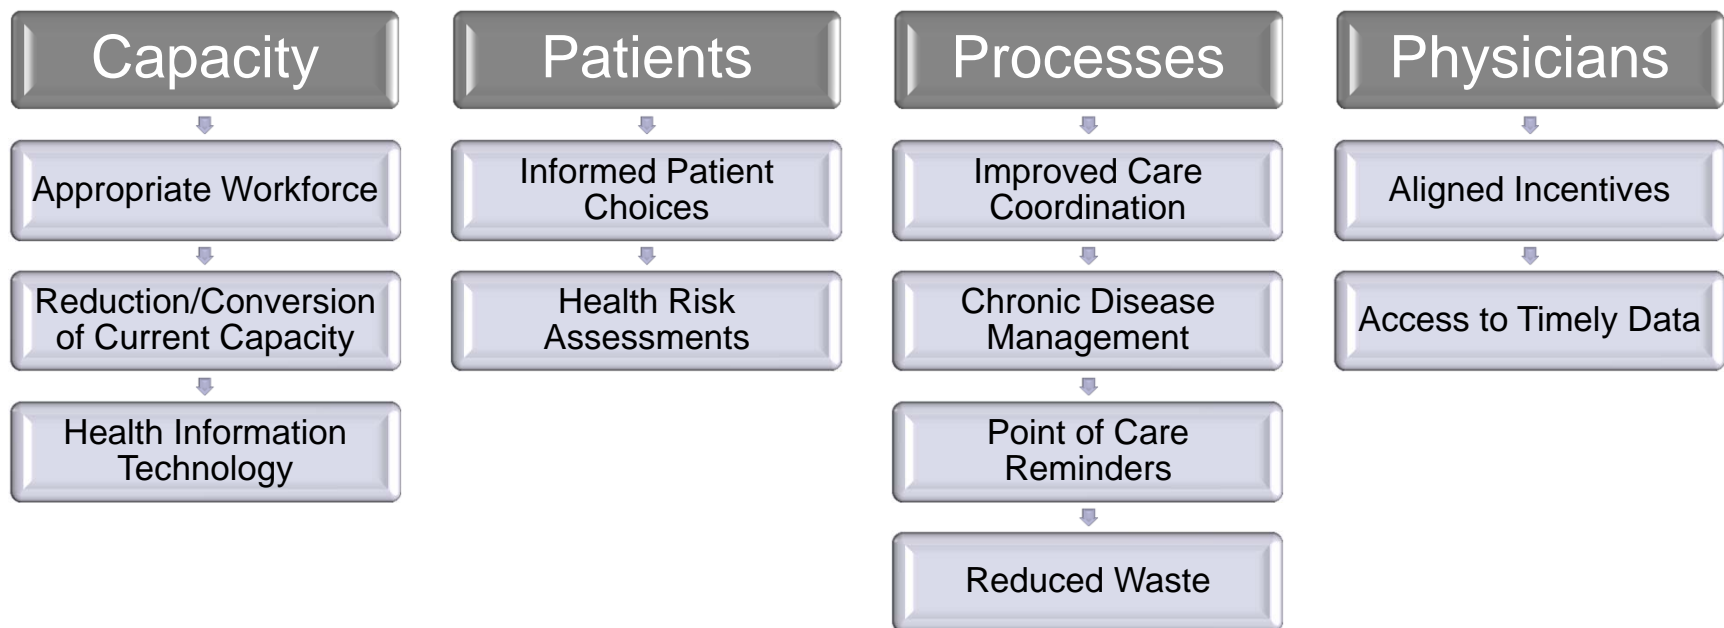 Capacity
Appropriate Workforce
Reduction/Conversion
of Current Capacity
Health Information
Technology
Patients
Informed Patient
Choices
Health Risk
Assessments
Processes
Improved Care
Coordination
Chronic Disease
Management
Point of Care
Reminders
Reduced Waste
Physicians
Aligned Incentives
Access to Timely Data